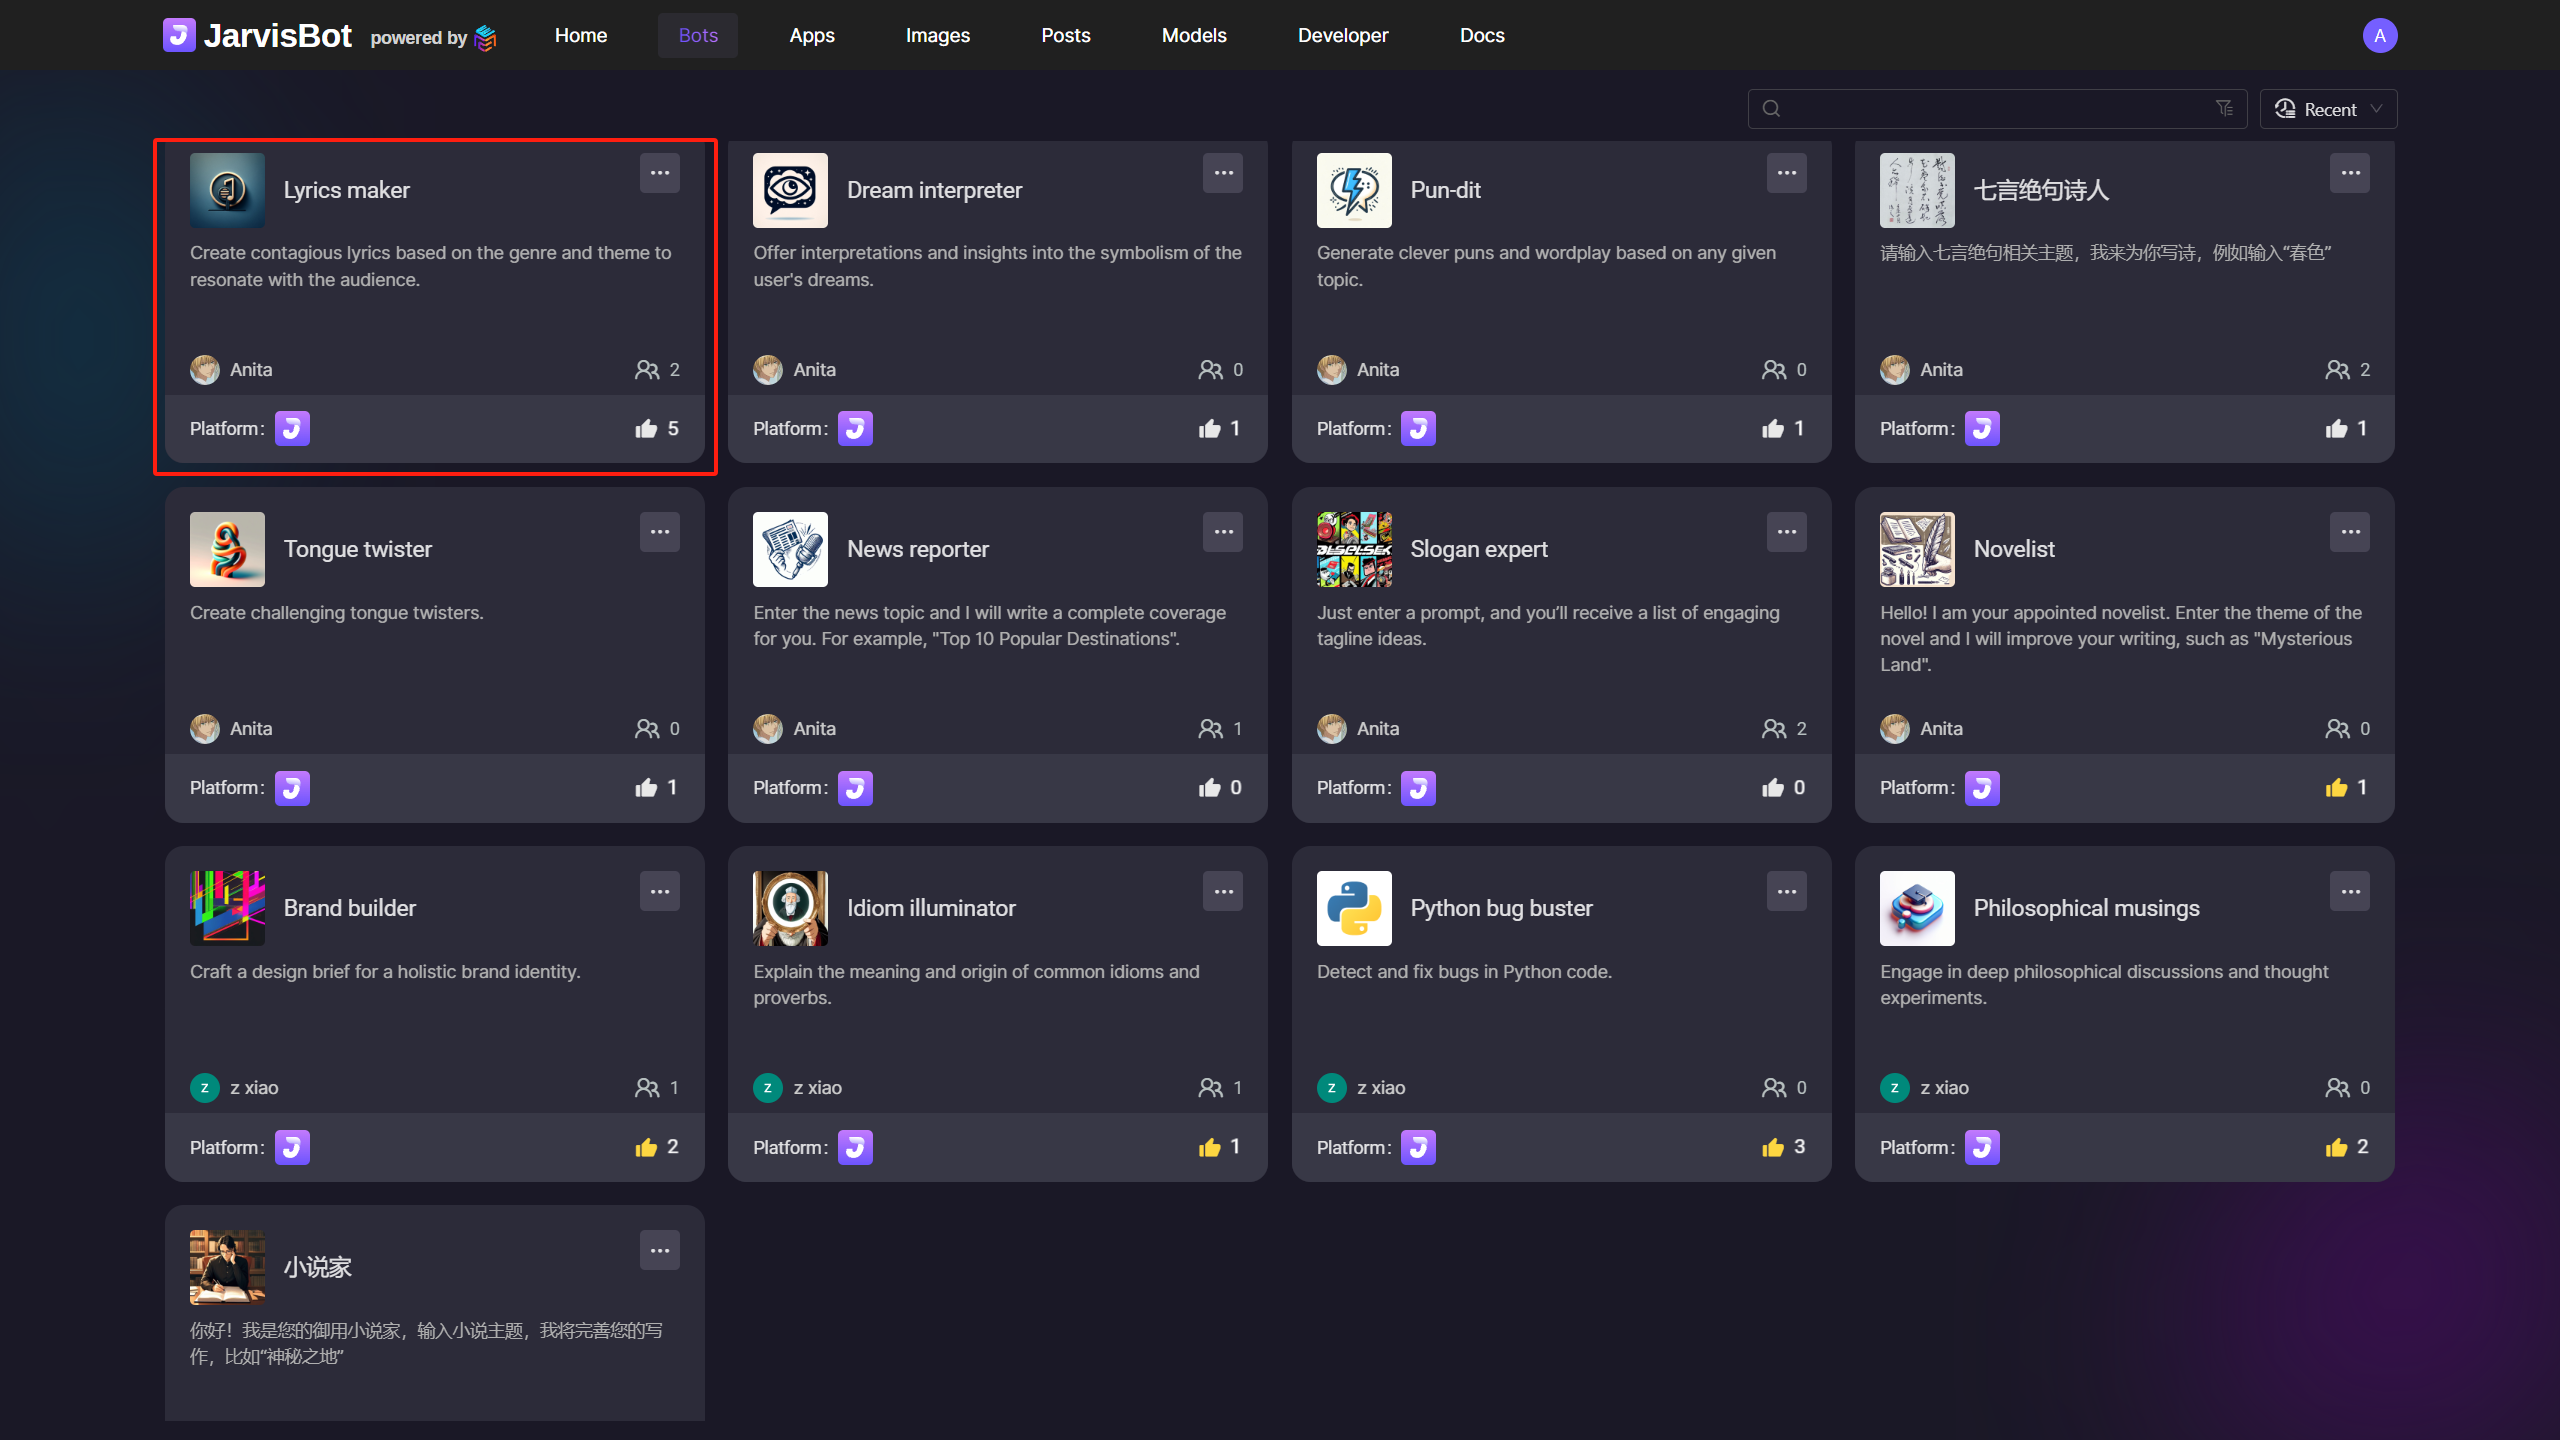 JarvisBot powered by Home Bots Apps Images Posts Models Developer Docs A
Recent
Lyrics maker
Create contagious lyrics based on the genre and theme to
resonate with the audience.
Anita 2
Platform: 5
Dream interpreter
Offer interpretations and insights into the symbolism of the
user's dreams.
Anita 0
Platform: 1
Pun-dit
Generate clever puns and wordplay based on any given
topic.
Anita 0
Platform: 1
七言绝句诗人
请输入七言绝句相关主题，我来为你写诗，例如输入“春色”
Anita 2
Platform: 1
Tongue twister
Create challenging tongue twisters.
Anita 0
Platform: 1
News reporter
Enter the news topic and I will write a complete coverage
for you. For example, "Top 10 Popular Destinations".
Anita 1
Platform: 0
Slogan expert
Just enter a prompt, and you’ll receive a list of engaging
tagline ideas.
Anita 2
Platform: 0
Novelist
Hello! I am your appointed novelist. Enter the theme of the
novel and I will improve your writing, such as "Mysterious
Land".
Anita 0
Platform: 1
Brand builder
Craft a design brief for a holistic brand identity.
z z xiao 1
Platform: 2
Idiom illuminator
Explain the meaning and origin of common idioms and
proverbs.
z z xiao 1
Platform: 1
Python bug buster
Detect and fix bugs in Python code.
z z xiao 0
Platform: 3
Philosophical musings
Engage in deep philosophical discussions and thought
experiments.
z z xiao 0
Platform: 2
小说家
你好！我是您的御用小说家，输入小说主题，我将完善您的写
作，比如“神秘之地”